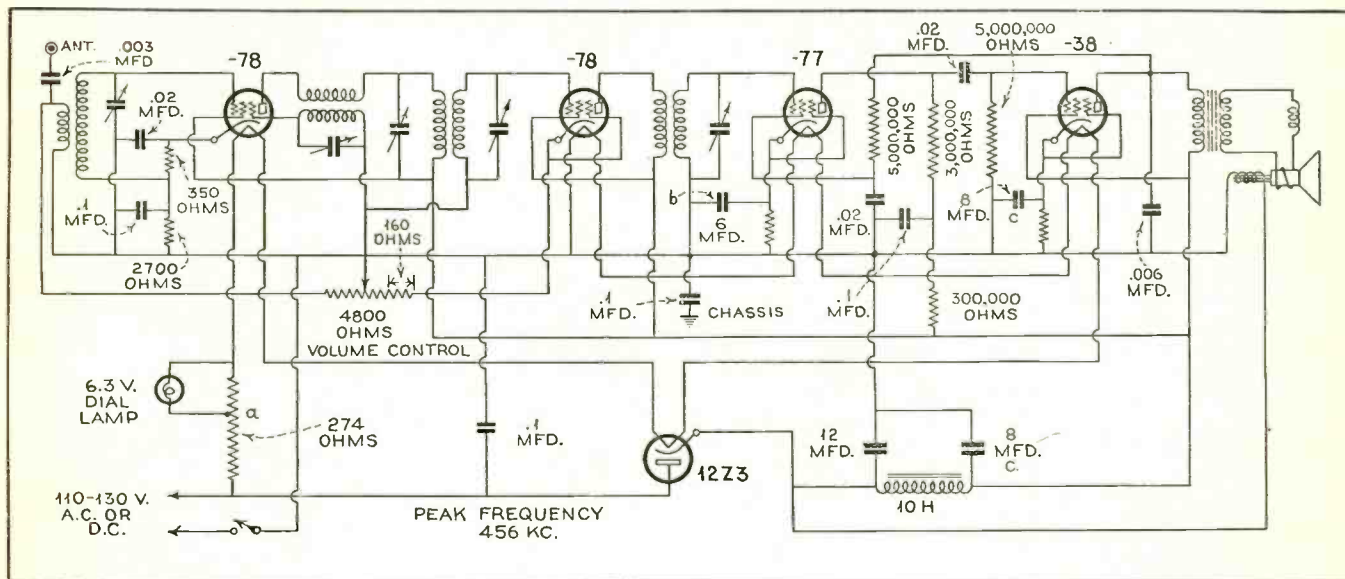 ANT.
.003
MFD
-78
-78
-77
.02
MFD.
5,000,000
OHMS
-38
.02
MFD.
350
OHMS
.1
MFD.
2700
OHMS
160
OHMS
b
6
MFD.
5,000,000
OHMS
3,000,000
OHMS
.02
MFD.
8
MFD.
c
.1
MFD.
.006
MFD.
.1
MFD.
CHASSIS
300,000
OHMS
4800
OHMS
VOLUME CONTROL
6.3 V.
DIAL
LAMP
a
274
OHMS
.1
MFD.
12Z3
12
MFD.
8
MFD
c.
10 H
110-130 V.
A.C. OR
D.C.
PEAK FREQUENCY
456 KC.